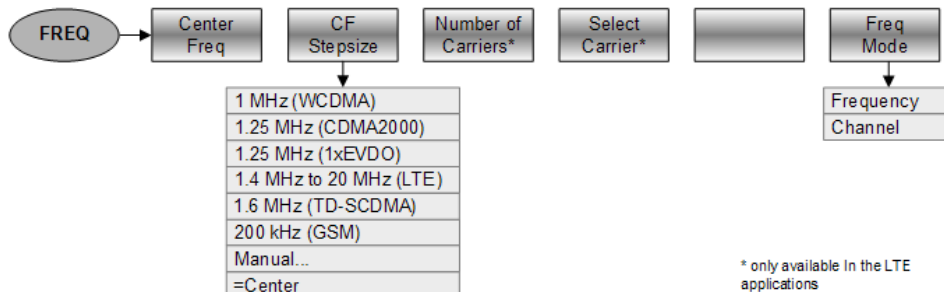 FREQ
Center
Freq
CF
Stepsize
Number of
Carriers*
Select
Carrier*
Freq
Mode
1 MHz (WCDMA)
1.25 MHz (CDMA2000)
1.25 MHz (1xEVDO)
1.4 MHz to 20 MHz (LTE)
1.6 MHz (TD-SCDMA)
200 kHz (GSM)
Manual...
=Center
Frequency
Channel
* only available In the LTE
applications